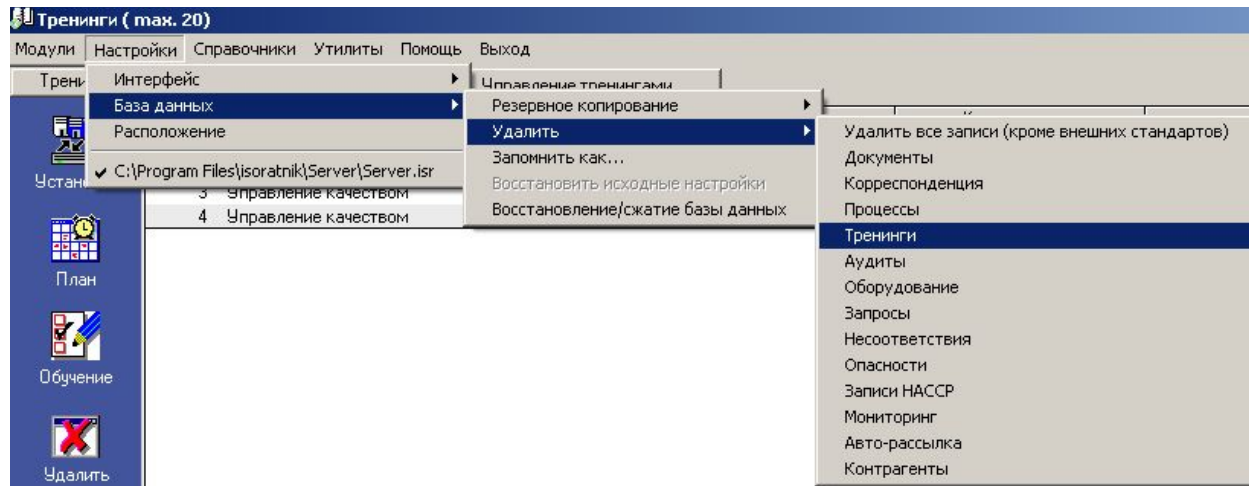 Тренинги ( max. 20)
Модули Настройки Справочники Утилиты Помощь Выход
Интерфейс
База данных
Расположение
C:\Program Files\isoratnik\Server\Server.isr
Управление тренингами
Резервное копирование
Удалить
Запомнить как...
Восстановить исходные настройки
Восстановление/сжатие базы данных
Удалить все записи (кроме внешних стандартов)
Документы
Корреспонденция
Процессы
Тренинги
Аудиты
Оборудование
Запросы
Несоответствия
Опасности
Записи НАССР
Мониторинг
Авто-рассылка
Контрагенты
3 Управление качеством
4 Управление качеством
План
Обучение
Удалить